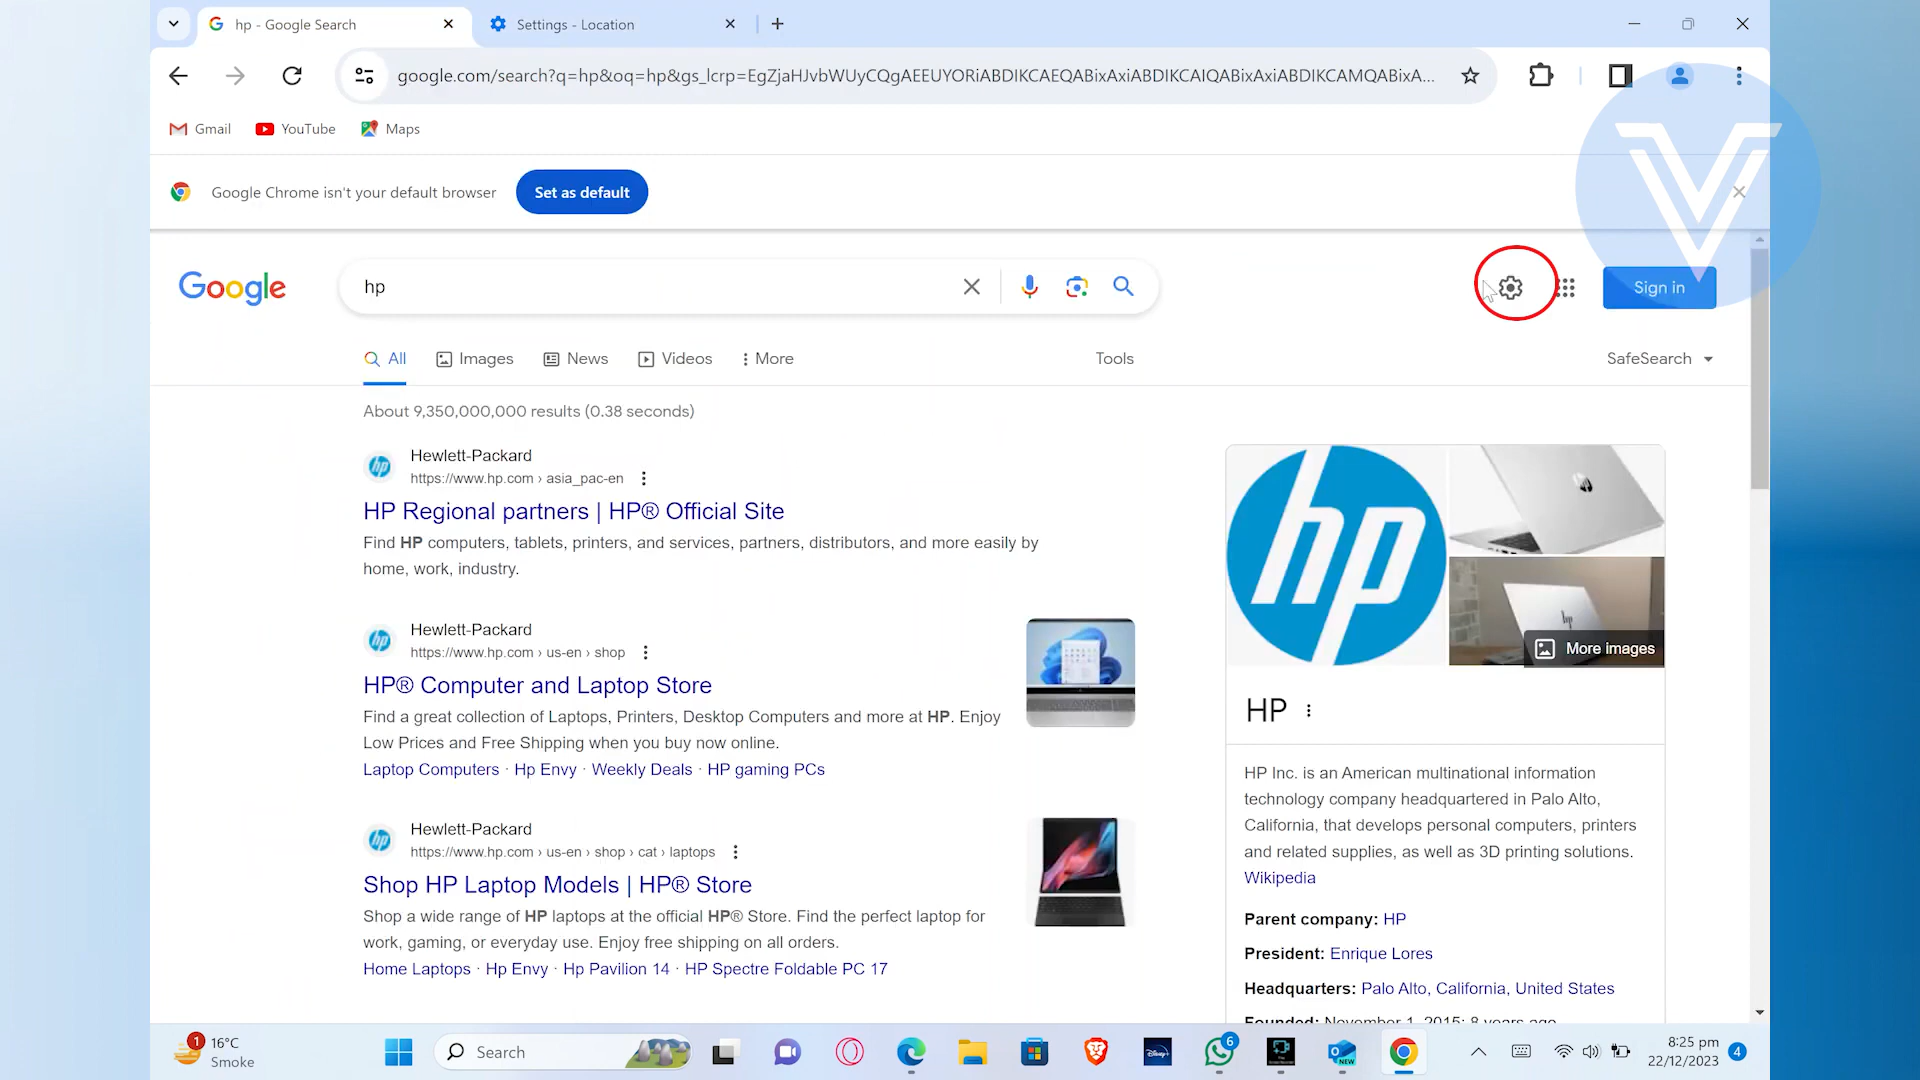 hp - Google Search
Settings - Location
google.com/search?q=hp&oq=hp&gs_lcrp=EgZjaHJvbWUyCQgAEEUYORiABDIKCAEQABixAxiABDIKCAIQABixAxiABDIKCAMQABixA...
Gmail
YouTube
Maps
Google Chrome isn't your default browser
Set as default
Google
hp
Sign in
All
Images
News
Videos
More
Tools
SafeSearch
About 9,350,000,000 results (0.38 seconds)
Hewlett-Packard
https://www.hp.com › asia_pac-en
HP Regional partners | HP® Official Site
Find HP computers, tablets, printers, and services, partners, distributors, and more easily by
home, work, industry.
Hewlett-Packard
https://www.hp.com › us-en › shop
HP® Computer and Laptop Store
Find a great collection of Laptops, Printers, Desktop Computers and more at HP. Enjoy
Low Prices and Free Shipping when you buy now online.
Laptop Computers · Hp Envy · Weekly Deals · HP gaming PCs
Hewlett-Packard
https://www.hp.com › us-en › shop › cat › laptops
Shop HP Laptop Models | HP® Store
Shop a wide range of HP laptops at the official HP® Store. Find the perfect laptop for
work, gaming, or everyday use. Enjoy free shipping on all orders.
Home Laptops · Hp Envy · Hp Pavilion 14 · HP Spectre Foldable PC 17
hp
More images
HP
HP Inc. is an American multinational information
technology company headquartered in Palo Alto,
California, that develops personal computers, printers
and related supplies, as well as 3D printing solutions.
Wikipedia
Parent company: HP
President: Enrique Lores
Headquarters: Palo Alto, California, United States
Founded: November 1, 2015; 8 years ago
1
16°C
Smoke
Search
6
8:25 pm
22/12/2023
4